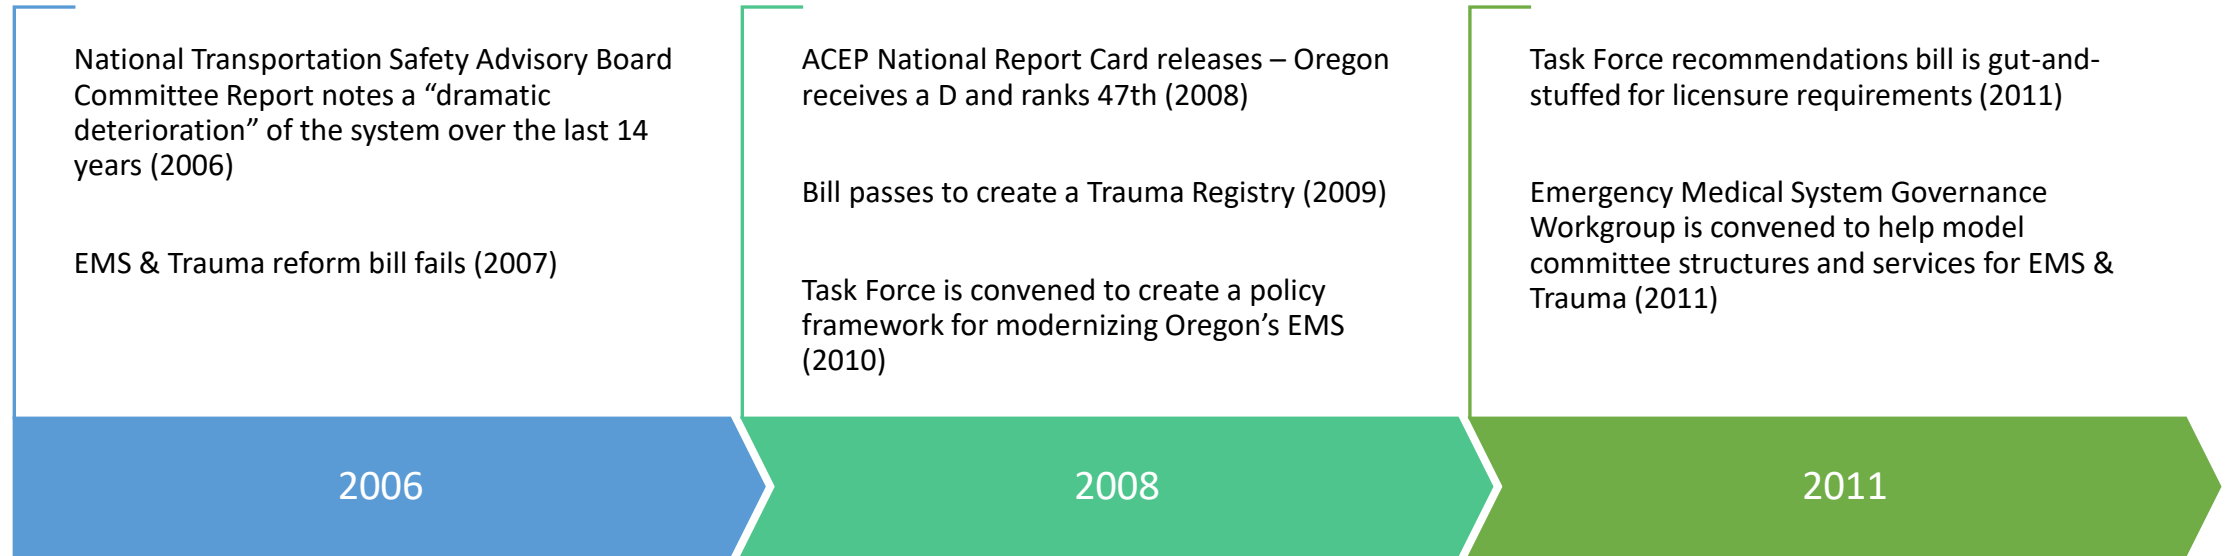 National Transportation Safety Advisory Board
Committee Report notes a “dramatic
deterioration” of the system over the last 14
years (2006)
EMS & Trauma reform bill fails (2007)
2006
ACEP National Report Card releases – Oregon
receives a D and ranks 47th (2008)
Bill passes to create a Trauma Registry (2009)
Task Force is convened to create a policy
framework for modernizing Oregon’s EMS
(2010)
2008
Task Force recommendations bill is gut-and-
stuffed for licensure requirements (2011)
Emergency Medical System Governance
Workgroup is convened to help model
committee structures and services for EMS &
Trauma (2011)
2011